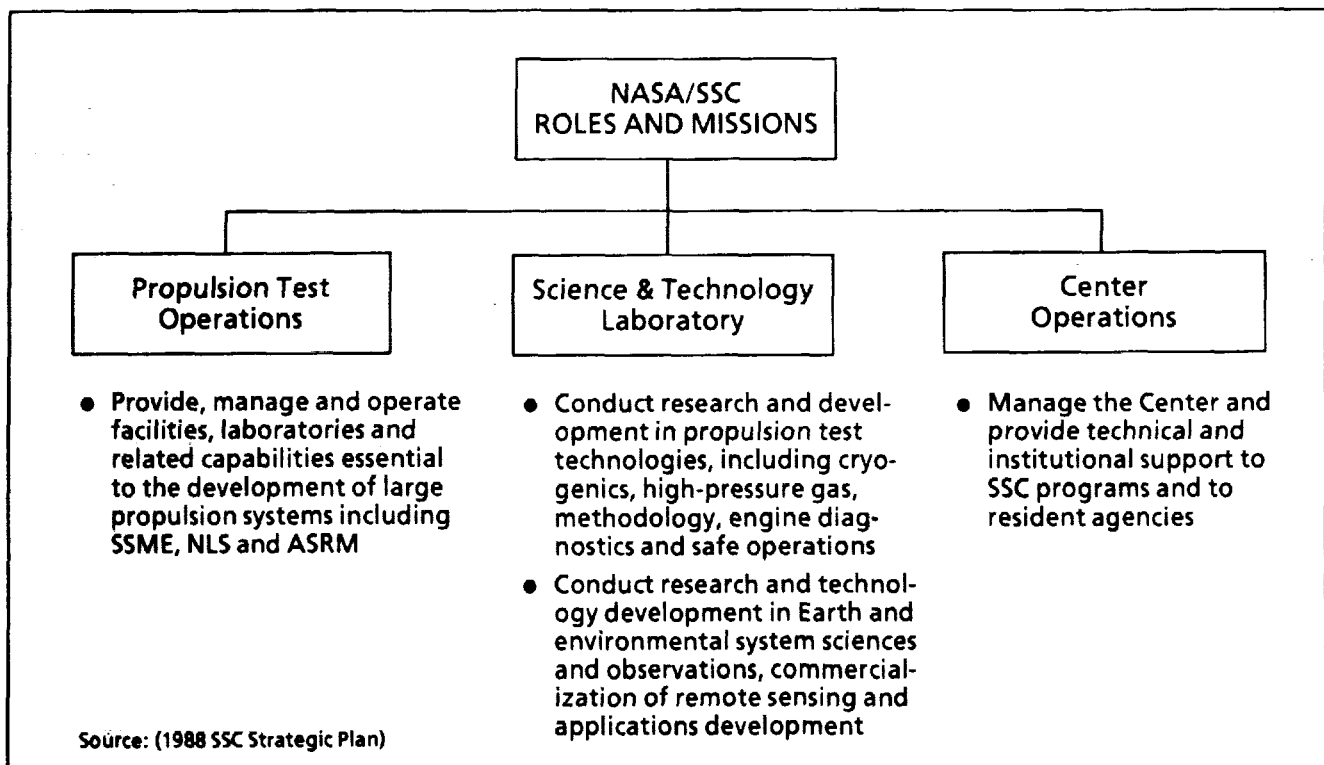 NASA/SSC
ROLES AND MISSIONS
Propulsion Test
Operations
● Provide, manage and operate
facilities, laboratories and
related capabilities essential
to the development of large
propulsion systems including
SSME, NLS and ASRM
Science & Technology
Laboratory
● Conduct research and devel-
opment in propulsion test
technologies, including cryo-
genics, high-pressure gas,
methodology, engine diag-
nostics and safe operations
● Conduct research and technol-
ogy development in Earth and
environmental system sciences
and observations, commercial-
ization of remote sensing and
applications development
Center
Operations
● Manage the Center and
provide technical and
institutional support to
SSC programs and to
resident agencies
Source: (1988 SSC Strategic Plan)